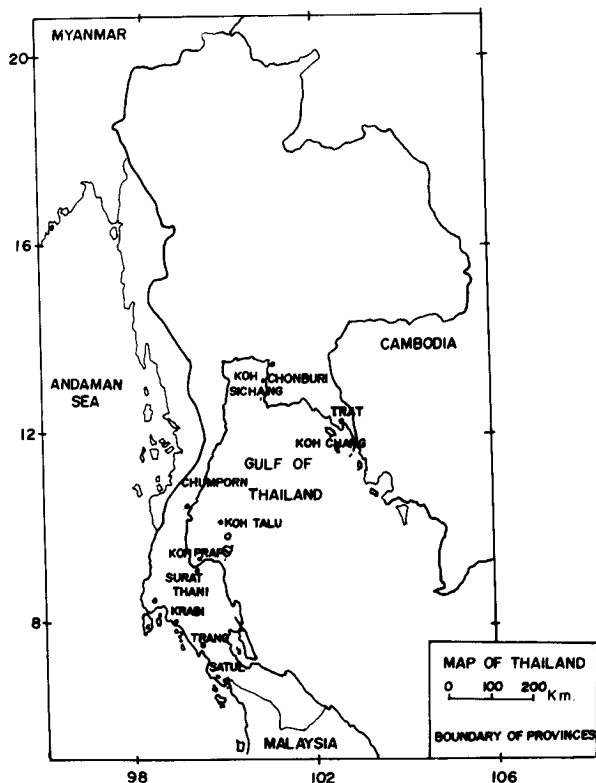 MYANMAR
20
16
CAMBODIA
KOH CHONBURI
SICHANG
ANDAMAN
SEA
TRAT
12
KOH CHANG
GULF OF
THAILAND
CHUMPORN
KOH TALU
KOH PRAP
SURAT
THANI
KRABI
8
TRANG
SATUL
MALAYSIA
MAP OF THAILAND
0 100 200 Km.
BOUNDARY OF PROVINCES
98
102
106